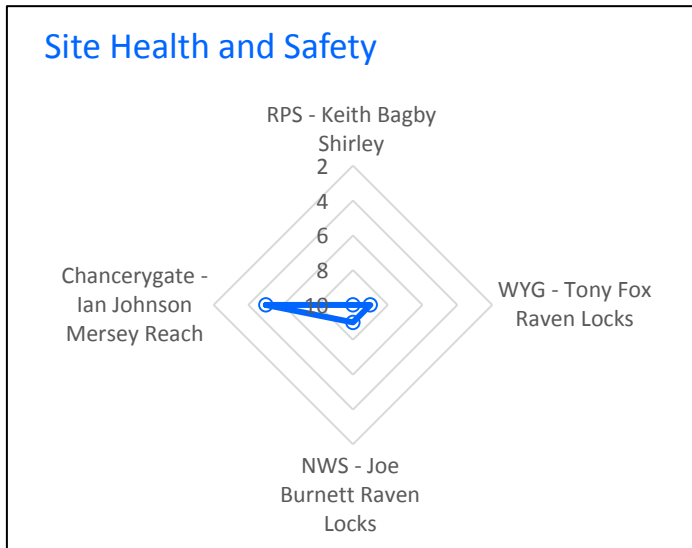 Site Health and Safety
RPS - Keith Bagby
Shirley
2
4
6
8
10
Chancerygate -
Ian Johnson
Mersey Reach
WYG - Tony Fox
Raven Locks
NWS - Joe
Burnett Raven
Locks